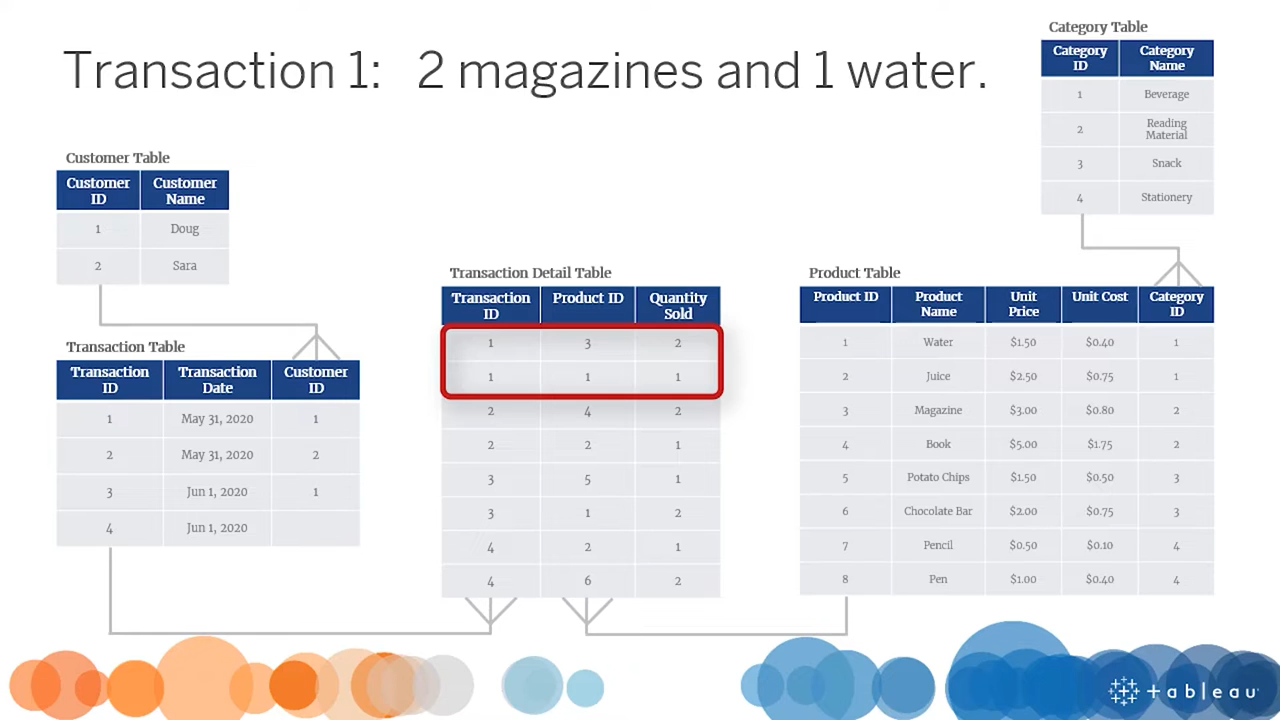 Transaction 1: 2 magazines and 1 water.
Category Table
Category ID Category Name
1 Beverage
2 Reading Material
3 Snack
4 Stationery
Customer Table
Customer ID Customer Name
1 Doug
2 Sara
Transaction Table
Transaction ID Transaction Date Customer ID
1 May 31, 2020 1
2 May 31, 2020 2
3 Jun 1, 2020 1
4 Jun 1, 2020
Transaction Detail Table
Transaction ID Product ID Quantity Sold
1 3 2
1 1 1
2 4 2
2 2 1
3 5 1
3 1 2
4 2 1
4 6 2
Product Table
Product ID Product Name Unit Price Unit Cost Category ID
1 Water $1.50 $0.40 1
2 Juice $2.50 $0.75 1
3 Magazine $3.00 $0.80 2
4 Book $5.00 $1.75 2
5 Potato Chips $1.50 $0.50 3
6 Chocolate Bar $2.00 $0.75 3
7 Pencil $0.50 $0.10 4
8 Pen $1.00 $0.40 4
tableau